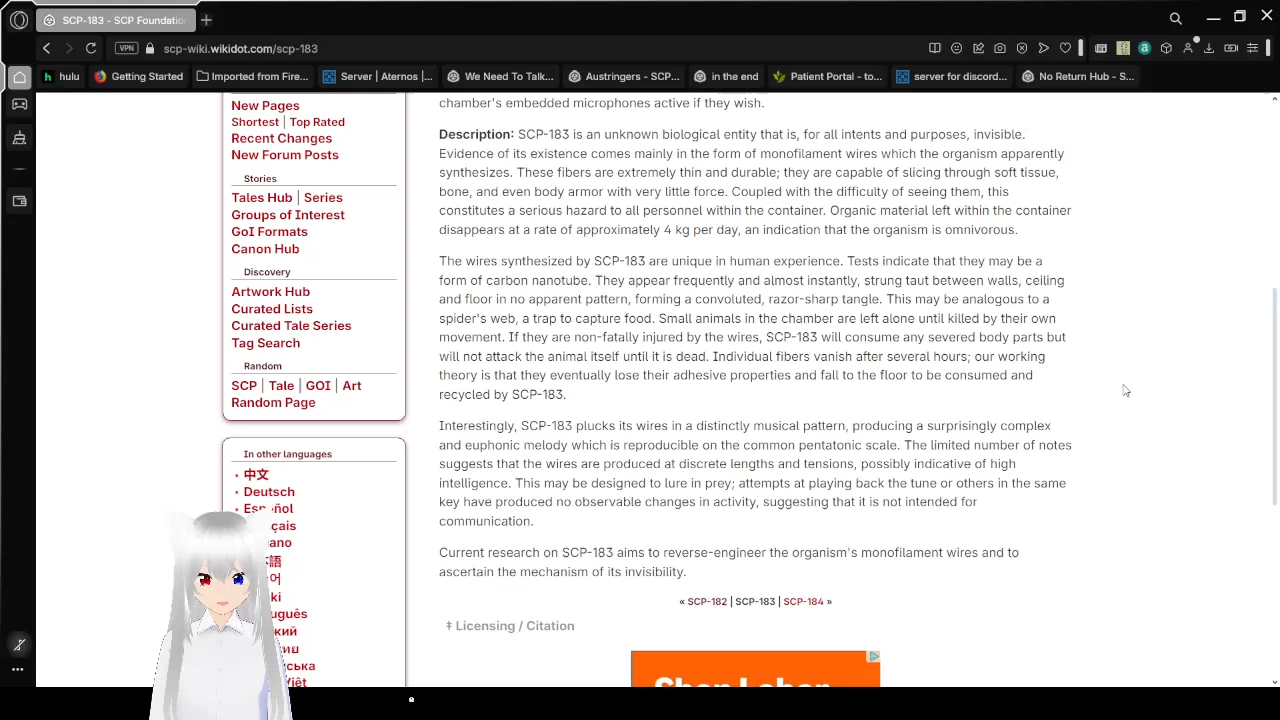 SCP-183 - SCP Foundatio
scp-wiki.wikidot.com/scp-183
VPN
hulu
Getting Started
Imported from Fire...
Server | Aternos |...
We Need To Talk...
Austringers - SCP...
in the end
Patient Portal - to...
server for discord...
No Return Hub - S...
New Pages
Shortest | Top Rated
Recent Changes
New Forum Posts
Stories
Tales Hub | Series
Groups of Interest
GoI Formats
Canon Hub
Discovery
Artwork Hub
Curated Lists
Curated Tale Series
Tag Search
Random
SCP | Tale | GOI | Art
Random Page
In other languages
中文
Deutsch
Español
chamber's embedded microphones active if they wish.
Description: SCP-183 is an unknown biological entity that is, for all intents and purposes, invisible.
Evidence of its existence comes mainly in the form of monofilament wires which the organism apparently
synthesizes. These fibers are extremely thin and durable; they are capable of slicing through soft tissue,
bone, and even body armor with very little force. Coupled with the difficulty of seeing them, this
constitutes a serious hazard to all personnel within the container. Organic material left within the container
disappears at a rate of approximately 4 kg per day, an indication that the organism is omnivorous.
The wires synthesized by SCP-183 are unique in human experience. Tests indicate that they may be a
form of carbon nanotube. They appear frequently and almost instantly, strung taut between walls, ceiling
and floor in no apparent pattern, forming a convoluted, razor-sharp tangle. This may be analogous to a
spider's web, a trap to capture food. Small animals in the chamber are left alone until killed by their own
movement. If they are non-fatally injured by the wires, SCP-183 will consume any severed body parts but
will not attack the animal itself until it is dead. Individual fibers vanish after several hours; our working
theory is that they eventually lose their adhesive properties and fall to the floor to be consumed and
recycled by SCP-183.
Interestingly, SCP-183 plucks its wires in a distinctly musical pattern, producing a surprisingly complex
and euphonic melody which is reproducible on the common pentatonic scale. The limited number of notes
suggests that the wires are produced at discrete lengths and tensions, possibly indicative of high
intelligence. This may be designed to lure in prey; attempts at playing back the tune or others in the same
key have produced no observable changes in activity, suggesting that it is not intended for
communication.
Current research on SCP-183 aims to reverse-engineer the organism's monofilament wires and to
ascertain the mechanism of its invisibility.
« SCP-182 | SCP-183 | SCP-184 »
‡ Licensing / Citation